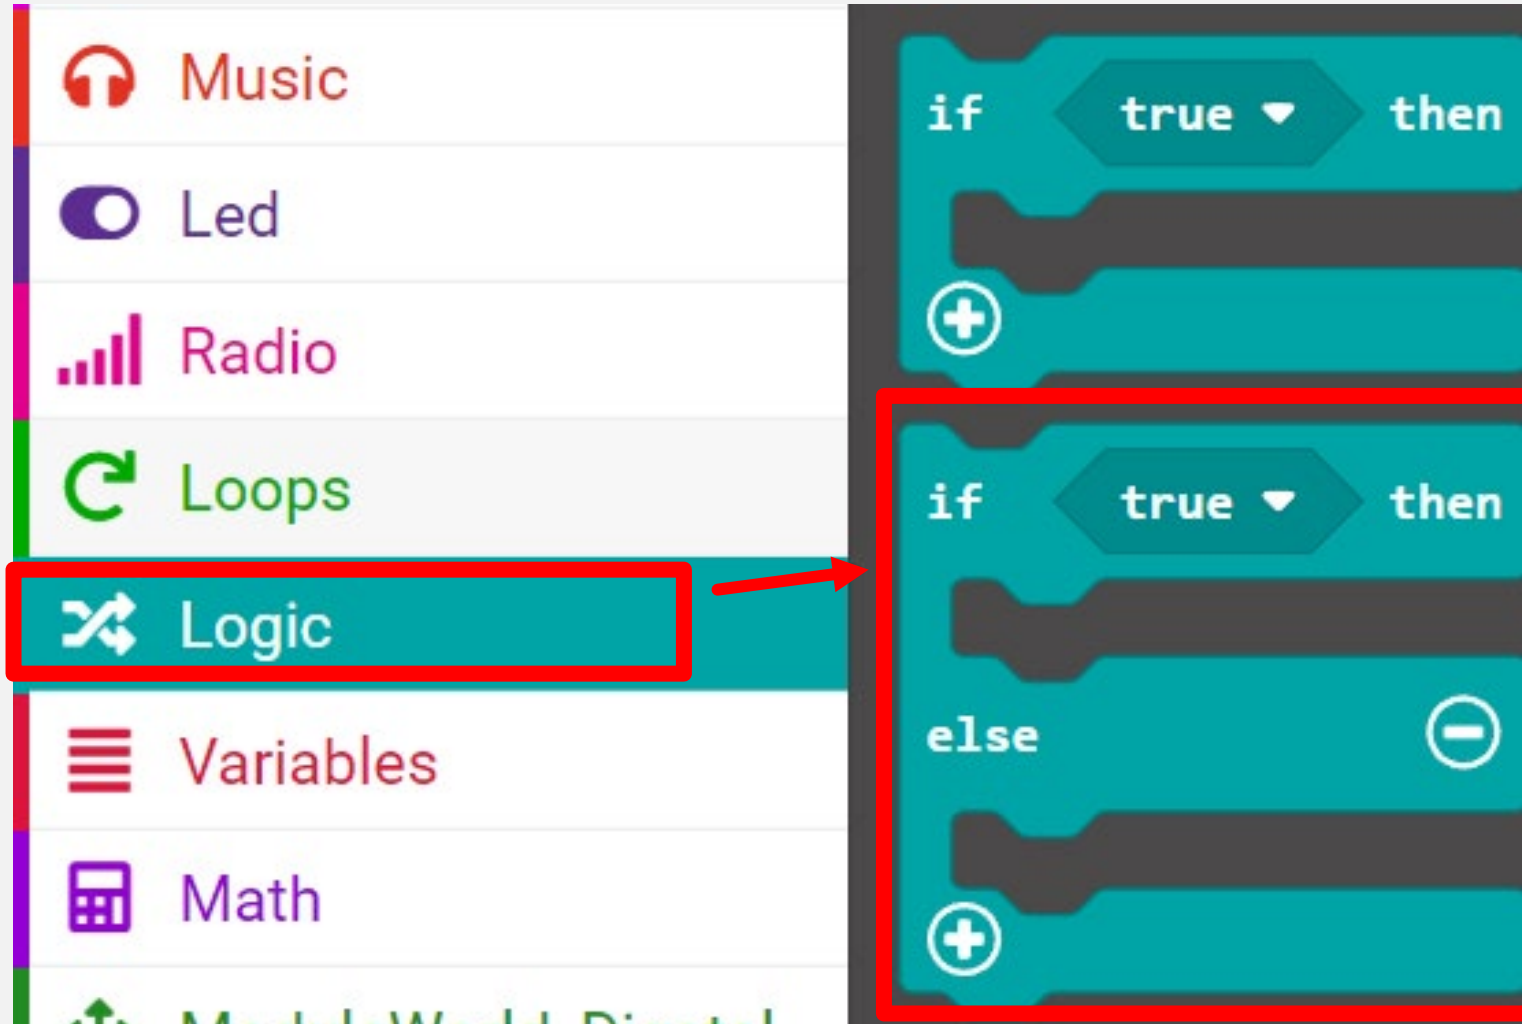 Music
Led
Radio
Loops
Logic
Variables
Math
if true then
if true then
else